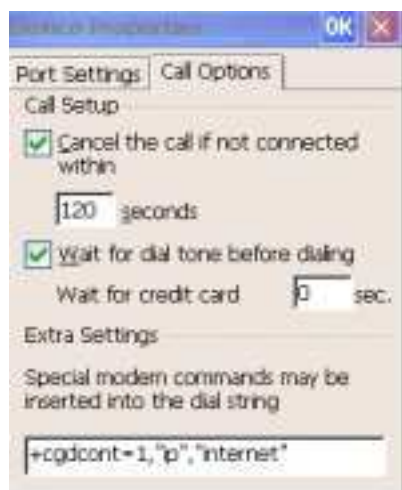 Device Properties OK
Port Settings Call Options
Call Setup
Cancel the call if not connected
within
120 seconds
Wait for dial tone before dialing
Wait for credit card 0 sec.
Extra Settings
Special modem commands may be
inserted into the dial string
+cgdcont=1,"ip","internet"